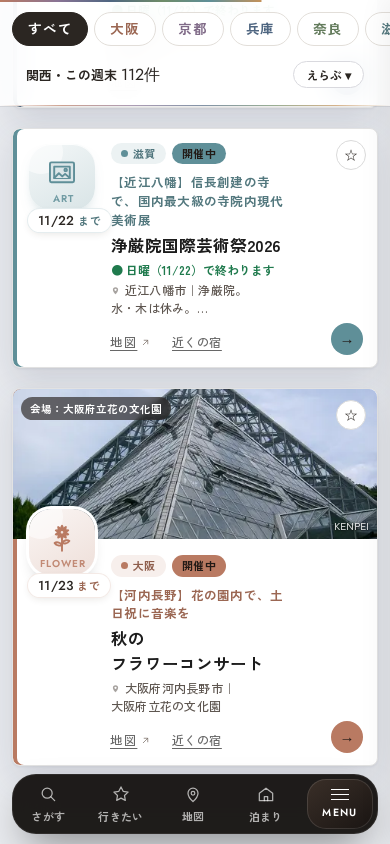 すべて
大阪
京都
兵庫
奈良
関西・この週末 112件
えらぶ ▾
滋賀
開催中
☆
ART
11/22 まで
【近江八幡】信長創建の寺
で、国内最大級の寺院内現代
美術展
浄厳院国際芸術祭2026
日曜（11/22）で終わります
近江八幡市｜浄厳院。
水・木は休み。…
地図 ↗
近くの宿
→
会場：大阪府立花の文化園
☆
KENPEI
FLOWER
11/23 まで
大阪
開催中
【河内長野】花の園内で、土
日祝に音楽を
秋の
フラワーコンサート
大阪府河内長野市｜
大阪府立花の文化園
地図 ↗
近くの宿
→
さがす
行きたい
地図
泊まり
MENU